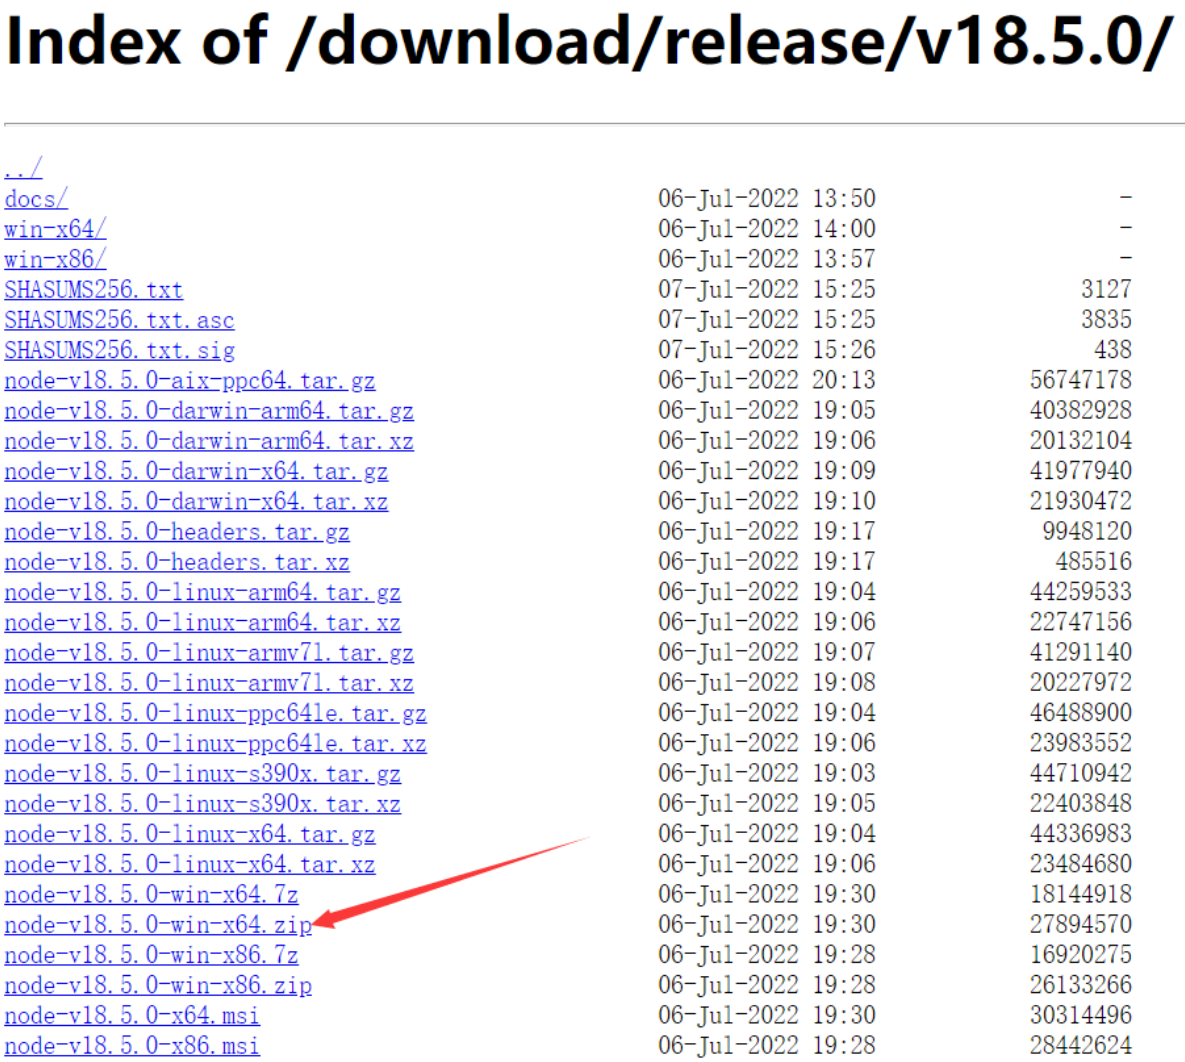 Index of /download/release/v18.5.0/
../
docs/ 06-Jul-2022 13:50 -
win-x64/ 06-Jul-2022 14:00 -
win-x86/ 06-Jul-2022 13:57 -
SHASUMS256.txt 07-Jul-2022 15:25 3127
SHASUMS256.txt.asc 07-Jul-2022 15:25 3835
SHASUMS256.txt.sig 07-Jul-2022 15:26 438
node-v18.5.0-aix-ppc64.tar.gz 06-Jul-2022 20:13 56747178
node-v18.5.0-darwin-arm64.tar.gz 06-Jul-2022 19:05 40382928
node-v18.5.0-darwin-arm64.tar.xz 06-Jul-2022 19:06 20132104
node-v18.5.0-darwin-x64.tar.gz 06-Jul-2022 19:09 41977940
node-v18.5.0-darwin-x64.tar.xz 06-Jul-2022 19:10 21930472
node-v18.5.0-headers.tar.gz 06-Jul-2022 19:17 9948120
node-v18.5.0-headers.tar.xz 06-Jul-2022 19:17 485516
node-v18.5.0-linux-arm64.tar.gz 06-Jul-2022 19:04 44259533
node-v18.5.0-linux-arm64.tar.xz 06-Jul-2022 19:06 22747156
node-v18.5.0-linux-armv7l.tar.gz 06-Jul-2022 19:07 41291140
node-v18.5.0-linux-armv7l.tar.xz 06-Jul-2022 19:08 20227972
node-v18.5.0-linux-ppc64le.tar.gz 06-Jul-2022 19:04 46488900
node-v18.5.0-linux-ppc64le.tar.xz 06-Jul-2022 19:06 23983552
node-v18.5.0-linux-s390x.tar.gz 06-Jul-2022 19:03 44710942
node-v18.5.0-linux-s390x.tar.xz 06-Jul-2022 19:05 22403848
node-v18.5.0-linux-x64.tar.gz 06-Jul-2022 19:04 44336983
node-v18.5.0-linux-x64.tar.xz 06-Jul-2022 19:06 23484680
node-v18.5.0-win-x64.7z 06-Jul-2022 19:30 18144918
node-v18.5.0-win-x64.zip 06-Jul-2022 19:30 27894570
node-v18.5.0-win-x86.7z 06-Jul-2022 19:28 16920275
node-v18.5.0-win-x86.zip 06-Jul-2022 19:28 26133266
node-v18.5.0-x64.msi 06-Jul-2022 19:30 30314496
node-v18.5.0-x86.msi 06-Jul-2022 19:28 28442624